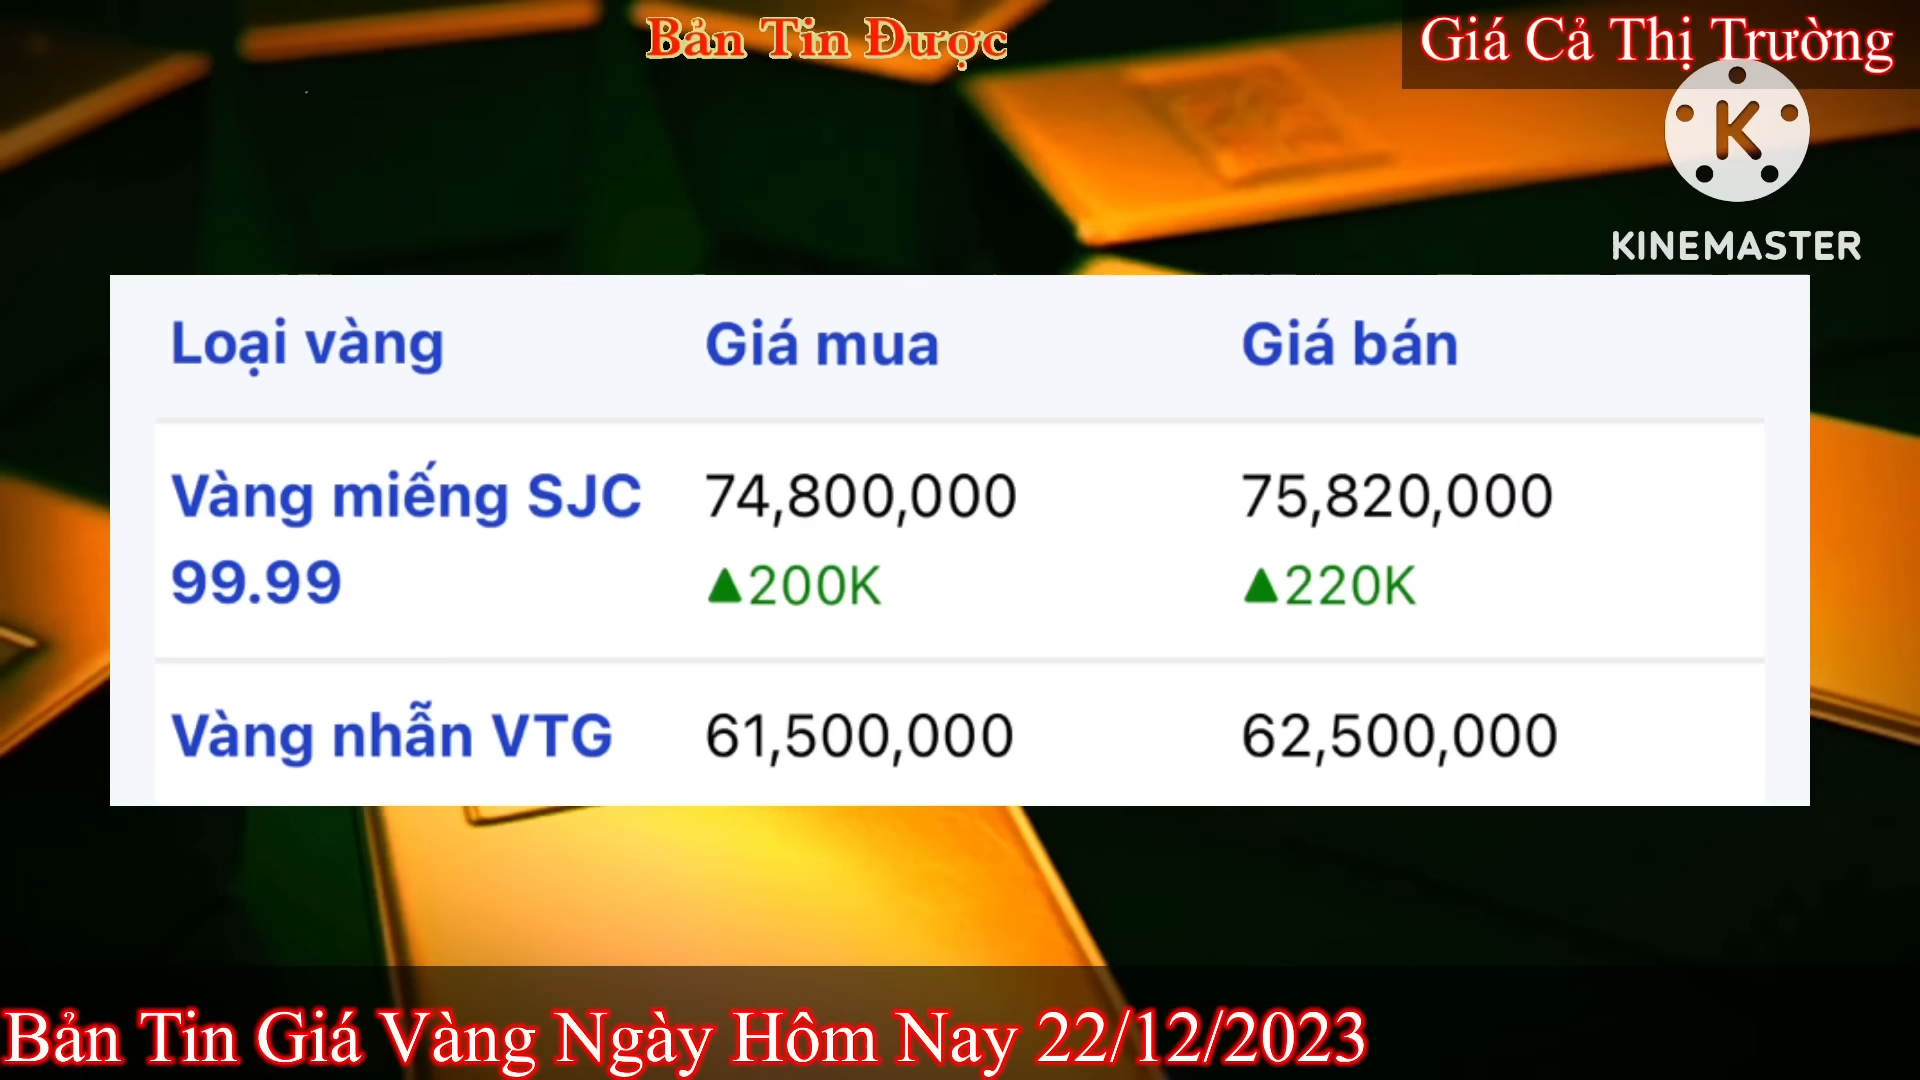 Bản Tin Được
Giá Cả Thị Trường
K
KINEMASTER
Loại vàng Giá mua Giá bán
Vàng miếng SJC 74,800,000 75,820,000
99.99 ▲200K ▲220K
Vàng nhẫn VTG 61,500,000 62,500,000
Bản Tin Giá Vàng Ngày Hôm Nay 22/12/2023